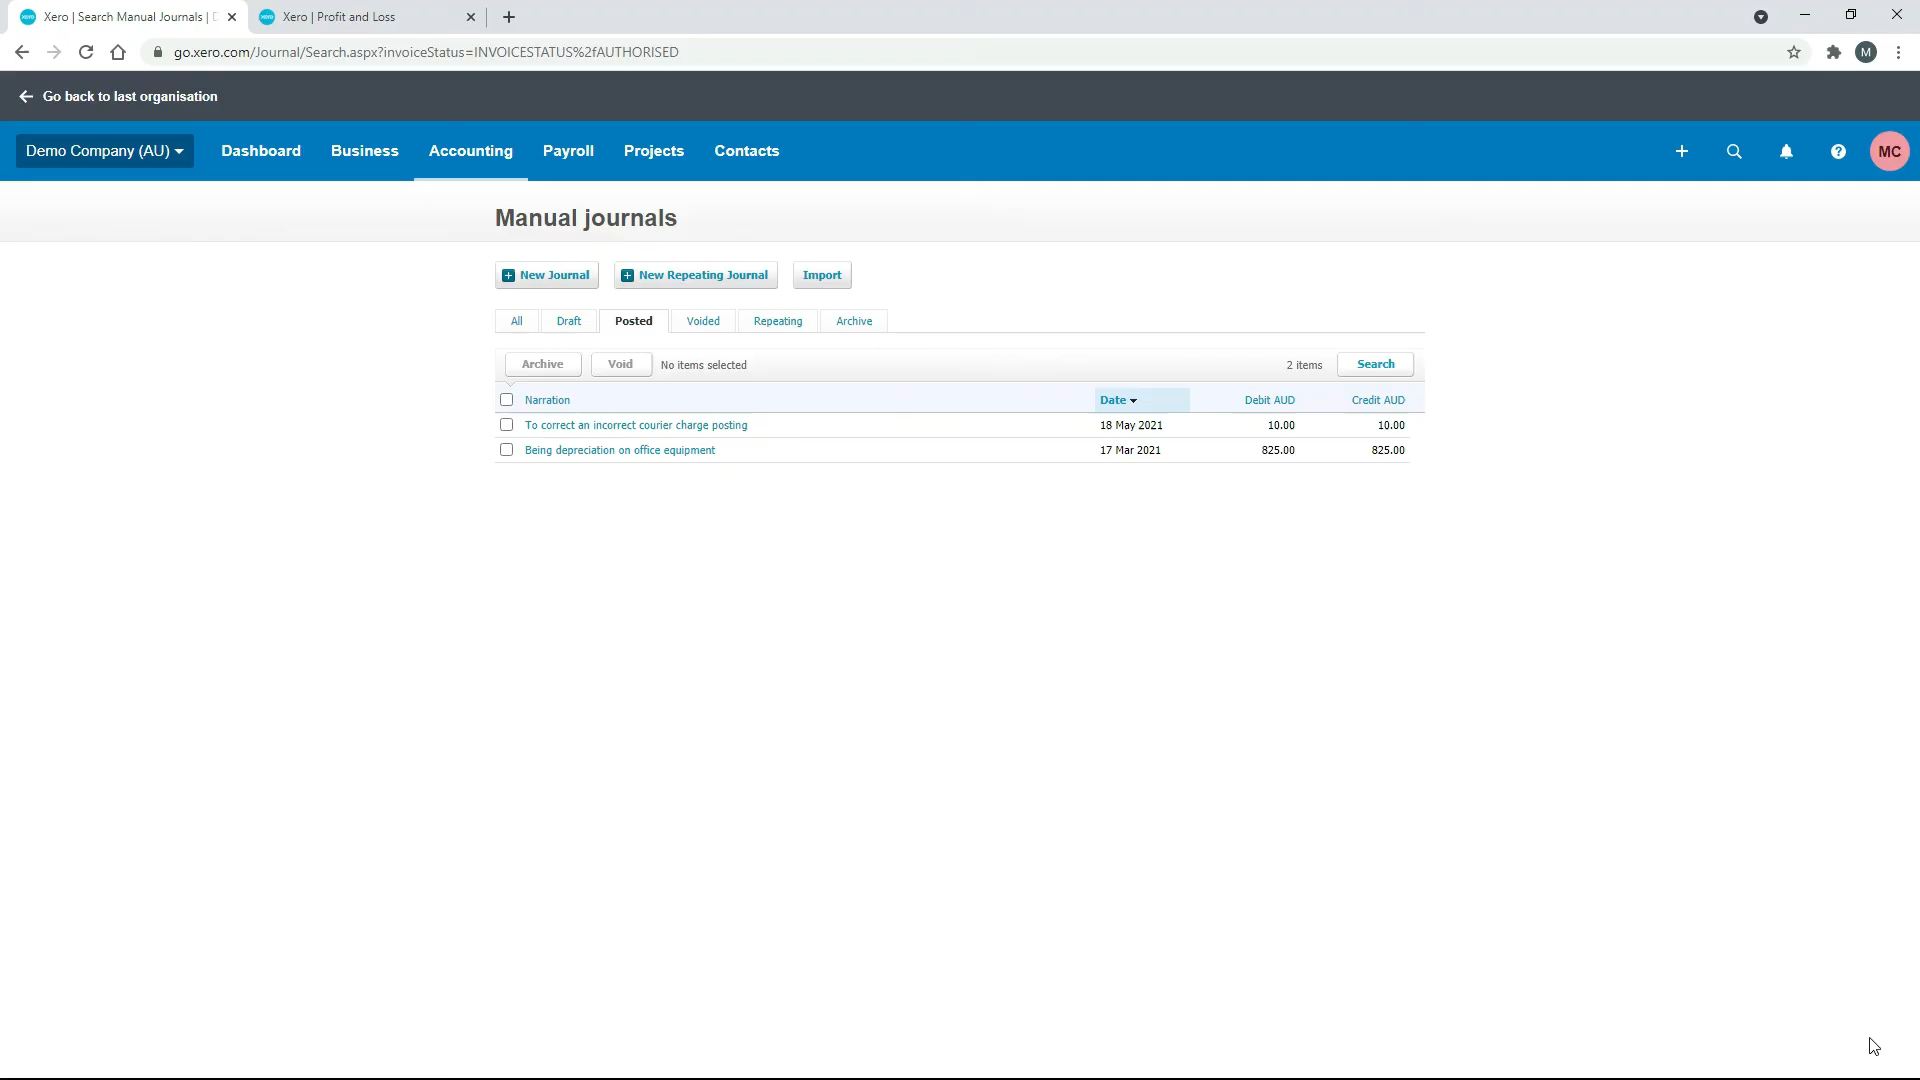 Xero | Search Manual Journals |
Xero | Profit and Loss
go.xero.com/Journal/Search.aspx?invoiceStatus=INVOICESTATUS%2fAUTHORISED
M
Go back to last organisation
Demo Company (AU)
Dashboard
Business
Accounting
Payroll
Projects
Contacts
MC
Manual journals
New Journal
New Repeating Journal
Import
All
Draft
Posted
Voided
Repeating
Archive
Archive
Void
No items selected
2 items
Search
Narration
Date
Debit AUD
Credit AUD
To correct an incorrect courier charge posting 18 May 2021 10.00 10.00
Being depreciation on office equipment 17 Mar 2021 825.00 825.00